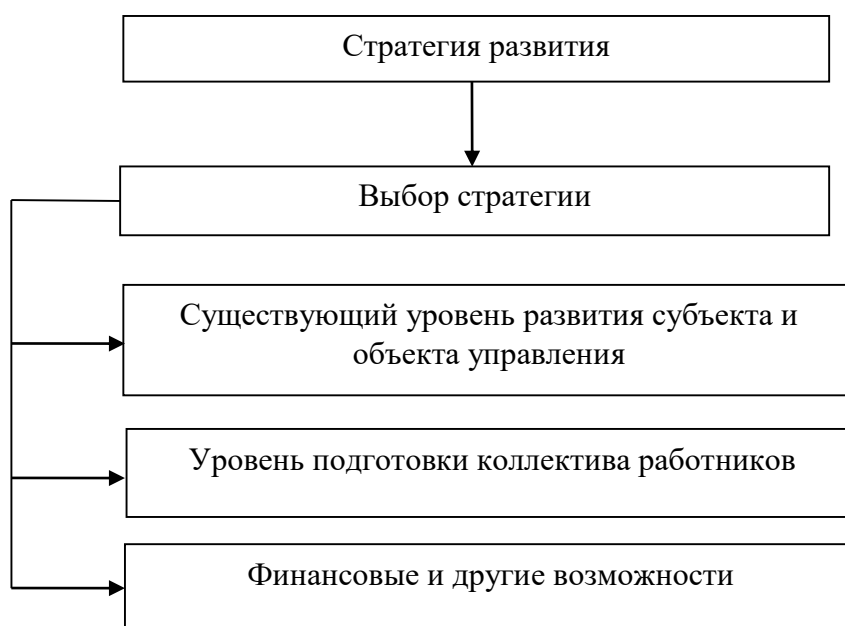 Стратегия развития
Выбор стратегии
Существующий уровень развития субъекта и
объекта управления
Уровень подготовки коллектива работников
Финансовые и другие возможности